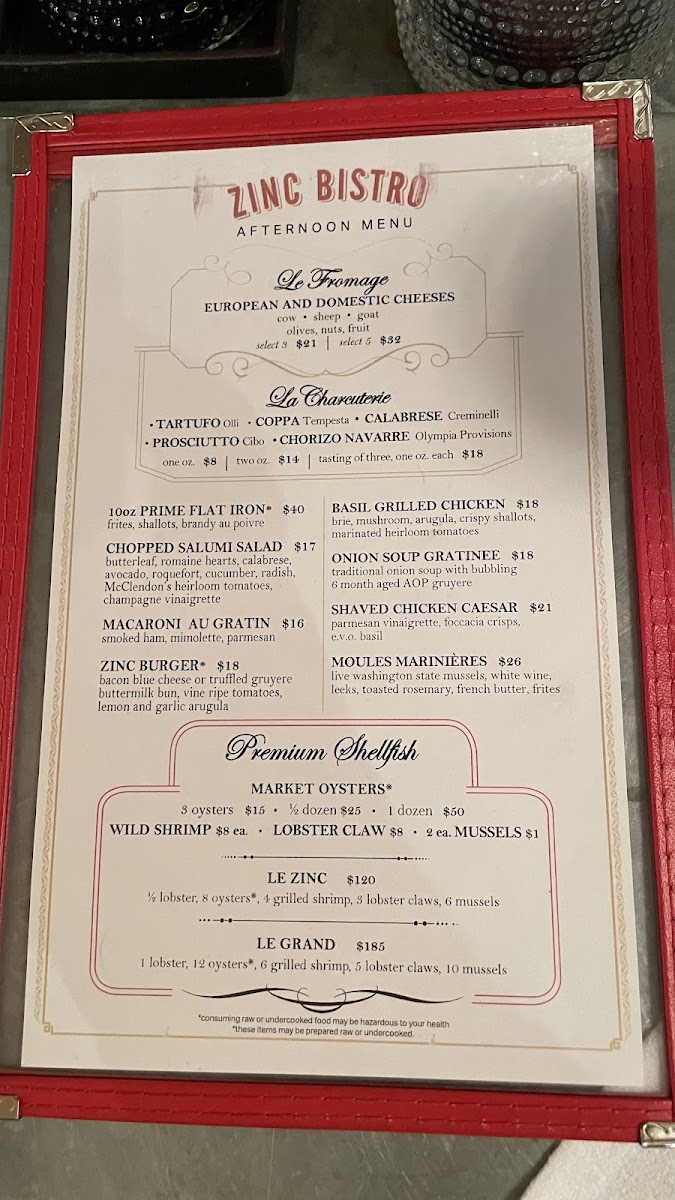 ZINC BISTRO
AFTERNOON MENU
Le Fromage
EUROPEAN AND DOMESTIC CHEESES
cow • sheep • goat
olives, nuts, fruit
select 3 $21 | select 5 $32
La Charcuterie
• TARTUFO Olli • COPPA Tempesta • CALABRESE Creminelli
• PROSCIUTTO Cibo • CHORIZO NAVARRE Olympia Provisions
one oz. $8 | two oz. $14 | tasting of three, one oz. each $18
10oz PRIME FLAT IRON* $40
frites, shallots, brandy au poivre
CHOPPED SALUMI SALAD $17
butterleaf, romaine hearts, calabrese,
avocado, roquefort, cucumber, radish,
McClendon's heirloom tomatoes,
champagne vinaigrette
MACARONI AU GRATIN $16
smoked ham, mimolette, parmesan
ZINC BURGER* $18
bacon blue cheese or truffled gruyere
buttermilk bun, vine ripe tomatoes,
lemon and garlic arugula
BASIL GRILLED CHICKEN $18
brie, mushroom, arugula, crispy shallots,
marinated heirloom tomatoes
ONION SOUP GRATINEE $18
traditional onion soup with bubbling
6 month aged AOP gruyere
SHAVED CHICKEN CAESAR $21
parmesan vinaigrette, foccacia crisps,
e.v.o. basil
MOULES MARINIÈRES $26
live washington state mussels, white wine,
leeks, toasted rosemary, french butter, frites
Premium Shellfish
MARKET OYSTERS*
3 oysters $15 • ½ dozen $25 • 1 dozen $50
WILD SHRIMP $8 ea. • LOBSTER CLAW $8 • 2 ea. MUSSELS $1
LE ZINC $120
½ lobster, 8 oysters*, 4 grilled shrimp, 3 lobster claws, 6 mussels
LE GRAND $185
1 lobster, 12 oysters*, 6 grilled shrimp, 5 lobster claws, 10 mussels
*consuming raw or undercooked food may be hazardous to your health
*these items may be prepared raw or undercooked.